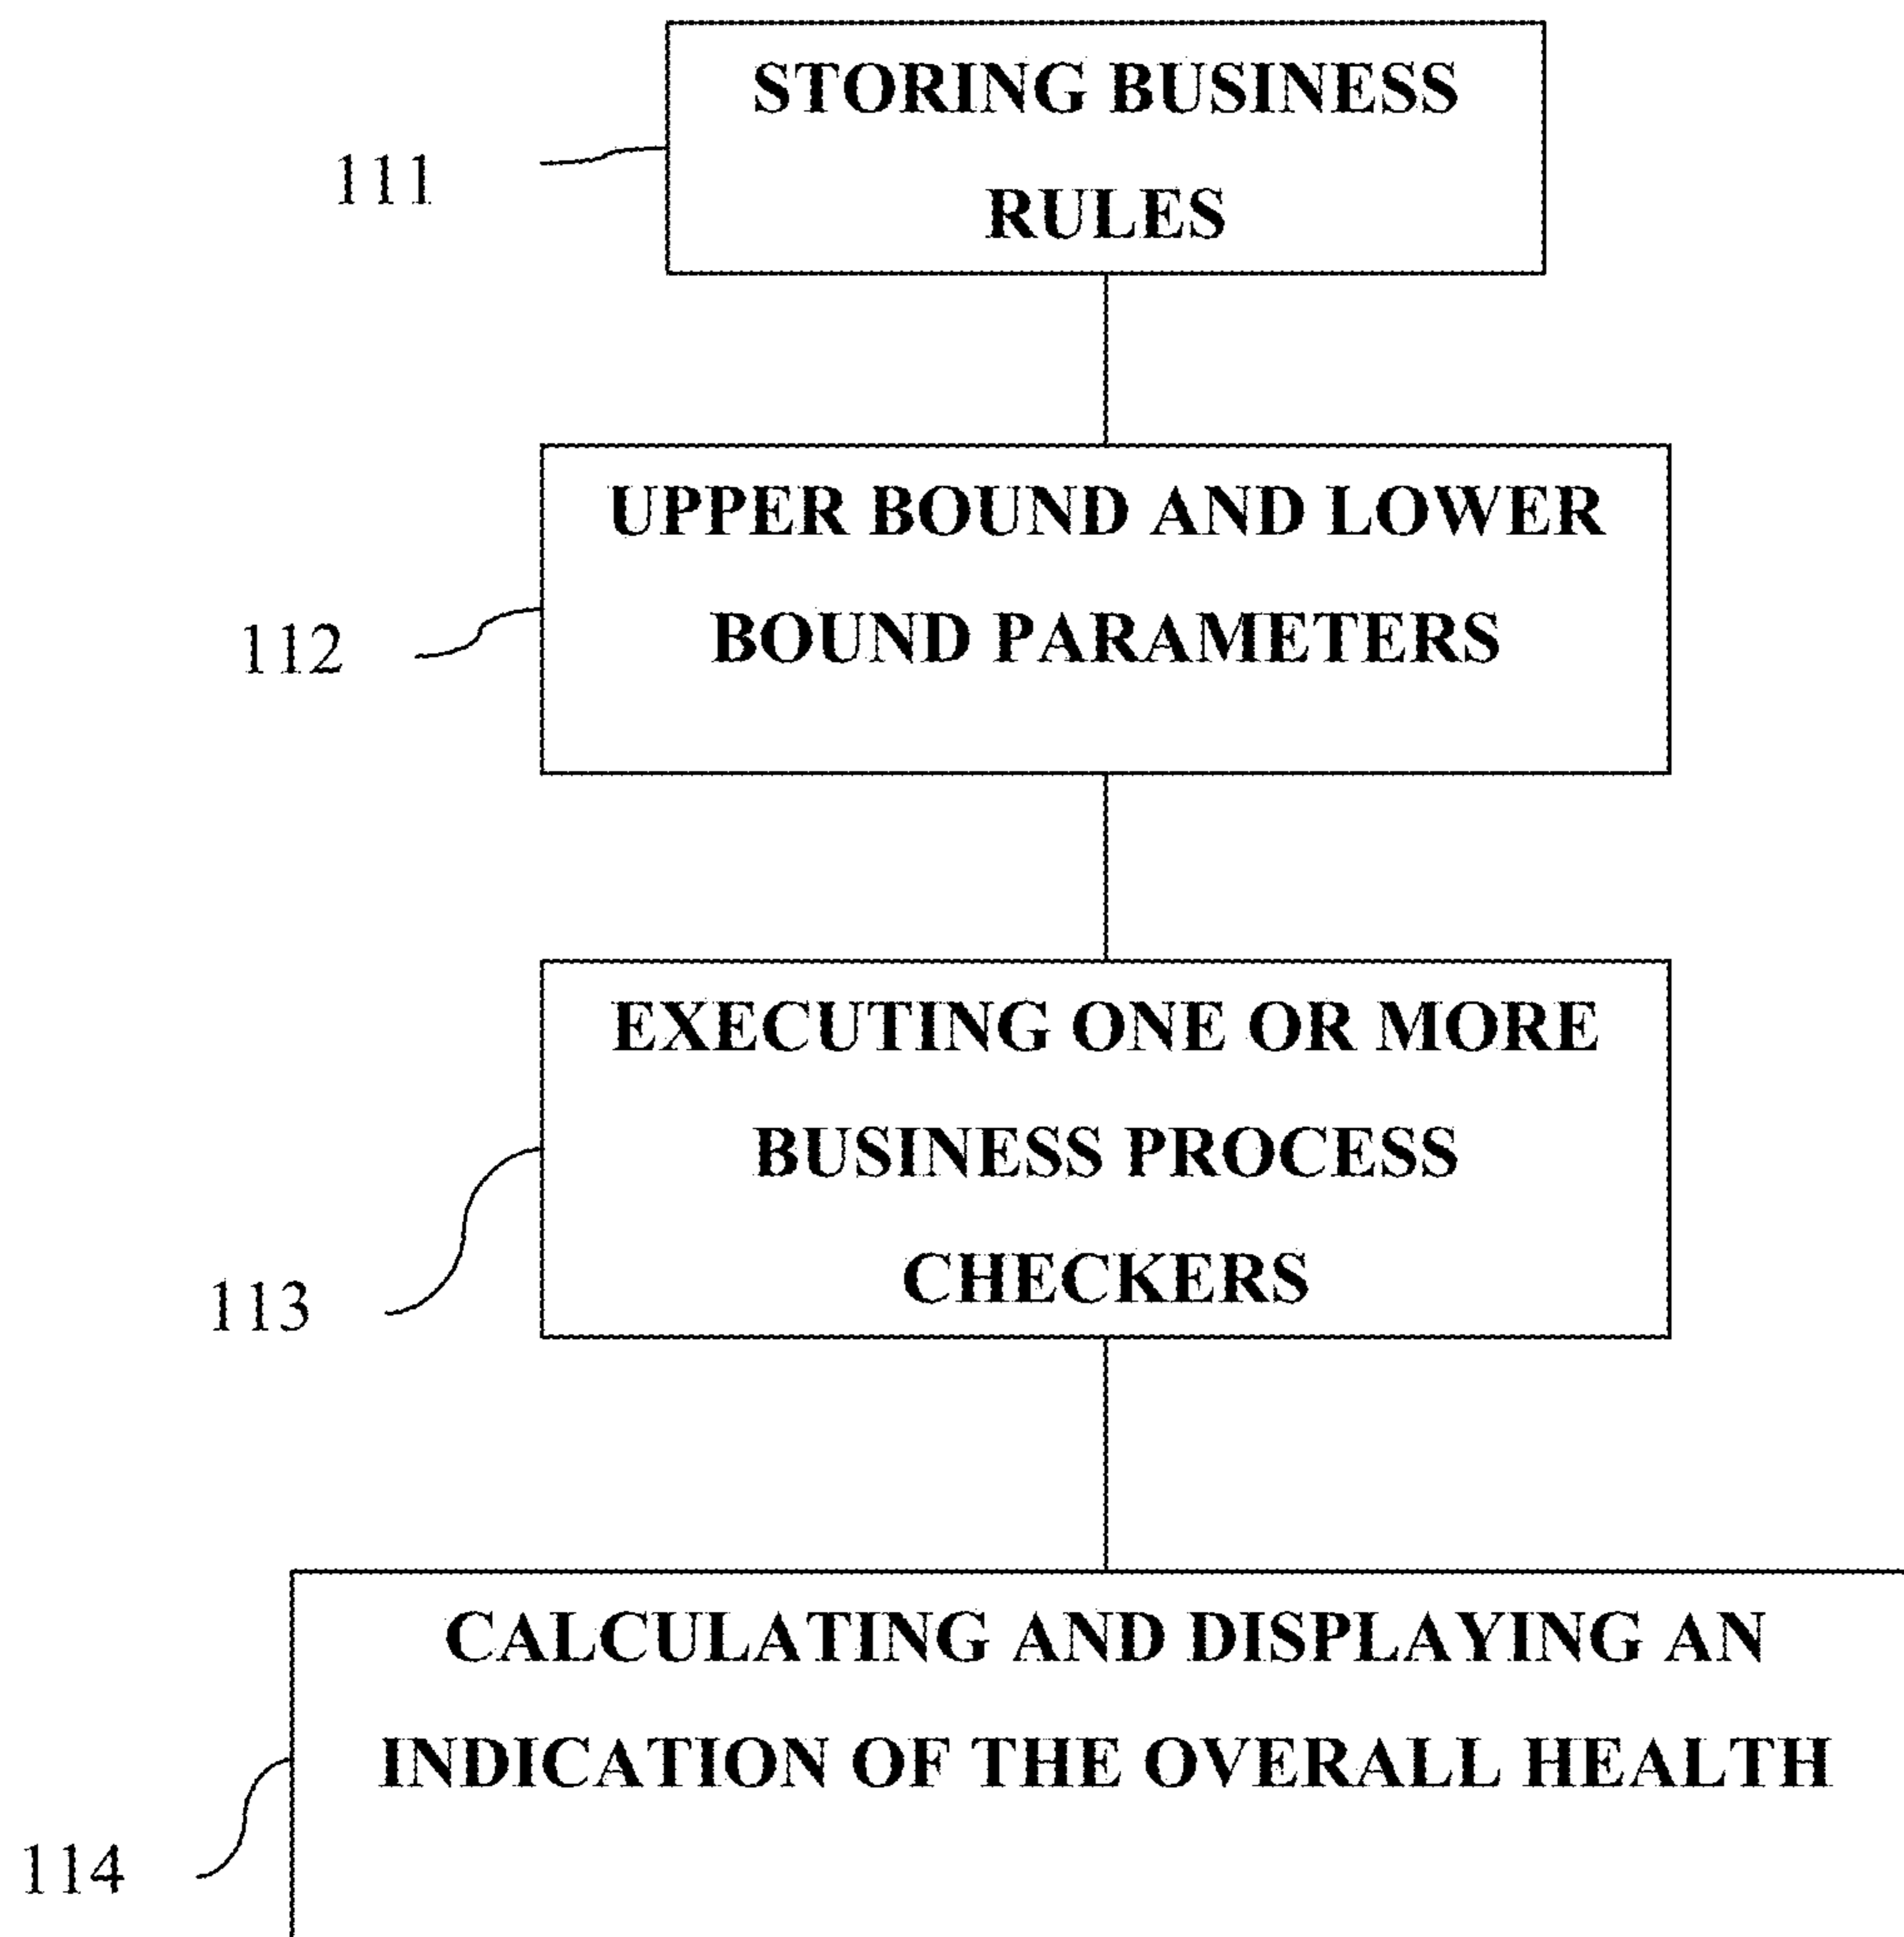 STORING BUSINESS
RULES
111
UPPER BOUND AND LOWER
BOUND PARAMETERS
112
EXECUTING ONE OR MORE
BUSINESS PROCESS
CHECKERS
113
CALCULATING AND DISPLAYING AN
INDICATION OF THE OVERALL HEALTH
114